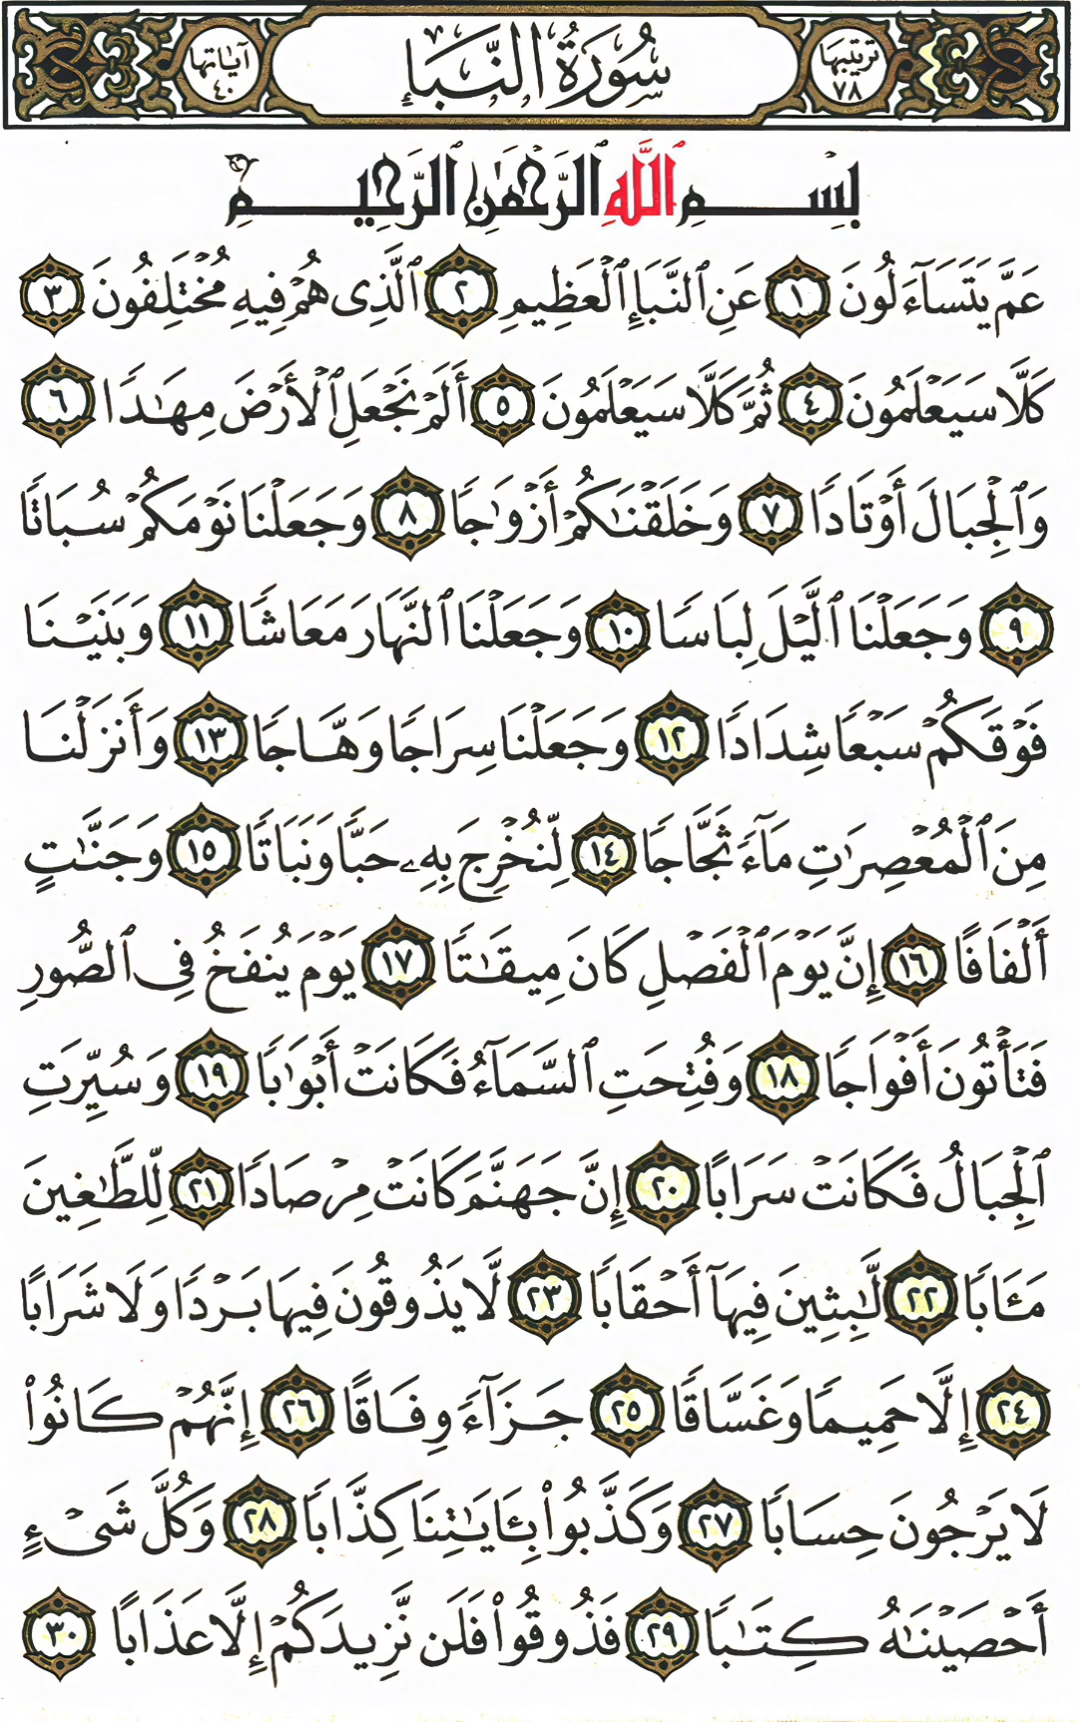 ترتيبها ٧٨
سُورَةُ النَّبَإِ
آيَاتها ٤٠
بِسْمِ ٱللَّهِ ٱلرَّحْمَٰنِ ٱلرَّحِيمِ
عَمَّ يَتَسَآءَلُونَ ١ عَنِ ٱلنَّبَإِ ٱلْعَظِيمِ ٢ ٱلَّذِى هُمْ فِيهِ مُخْتَلِفُونَ ٣
كَلَّا سَيَعْلَمُونَ ٤ ثُمَّ كَلَّا سَيَعْلَمُونَ ٥ أَلَمْ نَجْعَلِ ٱلْأَرْضَ مِهَٰدًا ٦
وَٱلْجِبَالَ أَوْتَادًا ٧ وَخَلَقْنَٰكُمْ أَزْوَٰجًا ٨ وَجَعَلْنَا نَوْمَكُمْ سُبَاتًا
٩ وَجَعَلْنَا ٱلَّيْلَ لِبَاسًا ١٠ وَجَعَلْنَا ٱلنَّهَارَ مَعَاشًا ١١ وَبَنَيْنَا
فَوْقَكُمْ سَبْعًا شِدَادًا ١٢ وَجَعَلْنَا سِرَاجًا وَهَّاجًا ١٣ وَأَنزَلْنَا
مِنَ ٱلْمُعْصِرَٰتِ مَآءً ثَجَّاجًا ١٤ لِّنُخْرِجَ بِهِۦ حَبًّا وَنَبَاتًا ١٥ وَجَنَّٰتٍ
أَلْفَافًا ١٦ إِنَّ يَوْمَ ٱلْفَصْلِ كَانَ مِيقَٰتًا ١٧ يَوْمَ يُنفَخُ فِى ٱلصُّورِ
فَتَأْتُونَ أَفْوَاجًا ١٨ وَفُتِحَتِ ٱلسَّمَآءُ فَكَانَتْ أَبْوَٰبًا ١٩ وَسُيِّرَتِ
ٱلْجِبَالُ فَكَانَتْ سَرَابًا ٢٠ إِنَّ جَهَنَّمَ كَانَتْ مِرْصَادًا ٢١ لِّلطَّٰغِينَ
مَـَٔابًا ٢٢ لَّٰبِثِينَ فِيهَآ أَحْقَابًا ٢٣ لَّا يَذُوقُونَ فِيهَا بَرْدًا وَلَا شَرَابًا
٢٤ إِلَّا حَمِيمًا وَغَسَّاقًا ٢٥ جَزَآءً وِفَاقًا ٢٦ إِنَّهُمْ كَانُوا۟
لَا يَرْجُونَ حِسَابًا ٢٧ وَكَذَّبُوا۟ بِـَٔايَٰتِنَا كِذَّابًا ٢٨ وَكُلَّ شَىْءٍ
أَحْصَيْنَٰهُ كِتَٰبًا ٢٩ فَذُوقُوا۟ فَلَن نَّزِيدَكُمْ إِلَّا عَذَابًا ٣٠